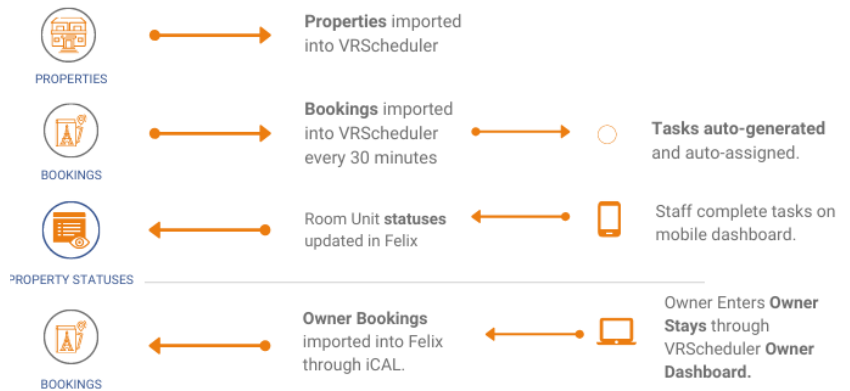 Properties imported
into VRScheduler
PROPERTIES
Bookings imported
into VRScheduler
every 30 minutes
Tasks auto-generated
and auto-assigned.
BOOKINGS
Room Unit statuses
updated in Felix
Staff complete tasks on
mobile dashboard.
PROPERTY STATUSES
Owner Bookings
imported into Felix
through iCAL.
Owner Enters Owner
Stays through
VRScheduler Owner
Dashboard.
BOOKINGS